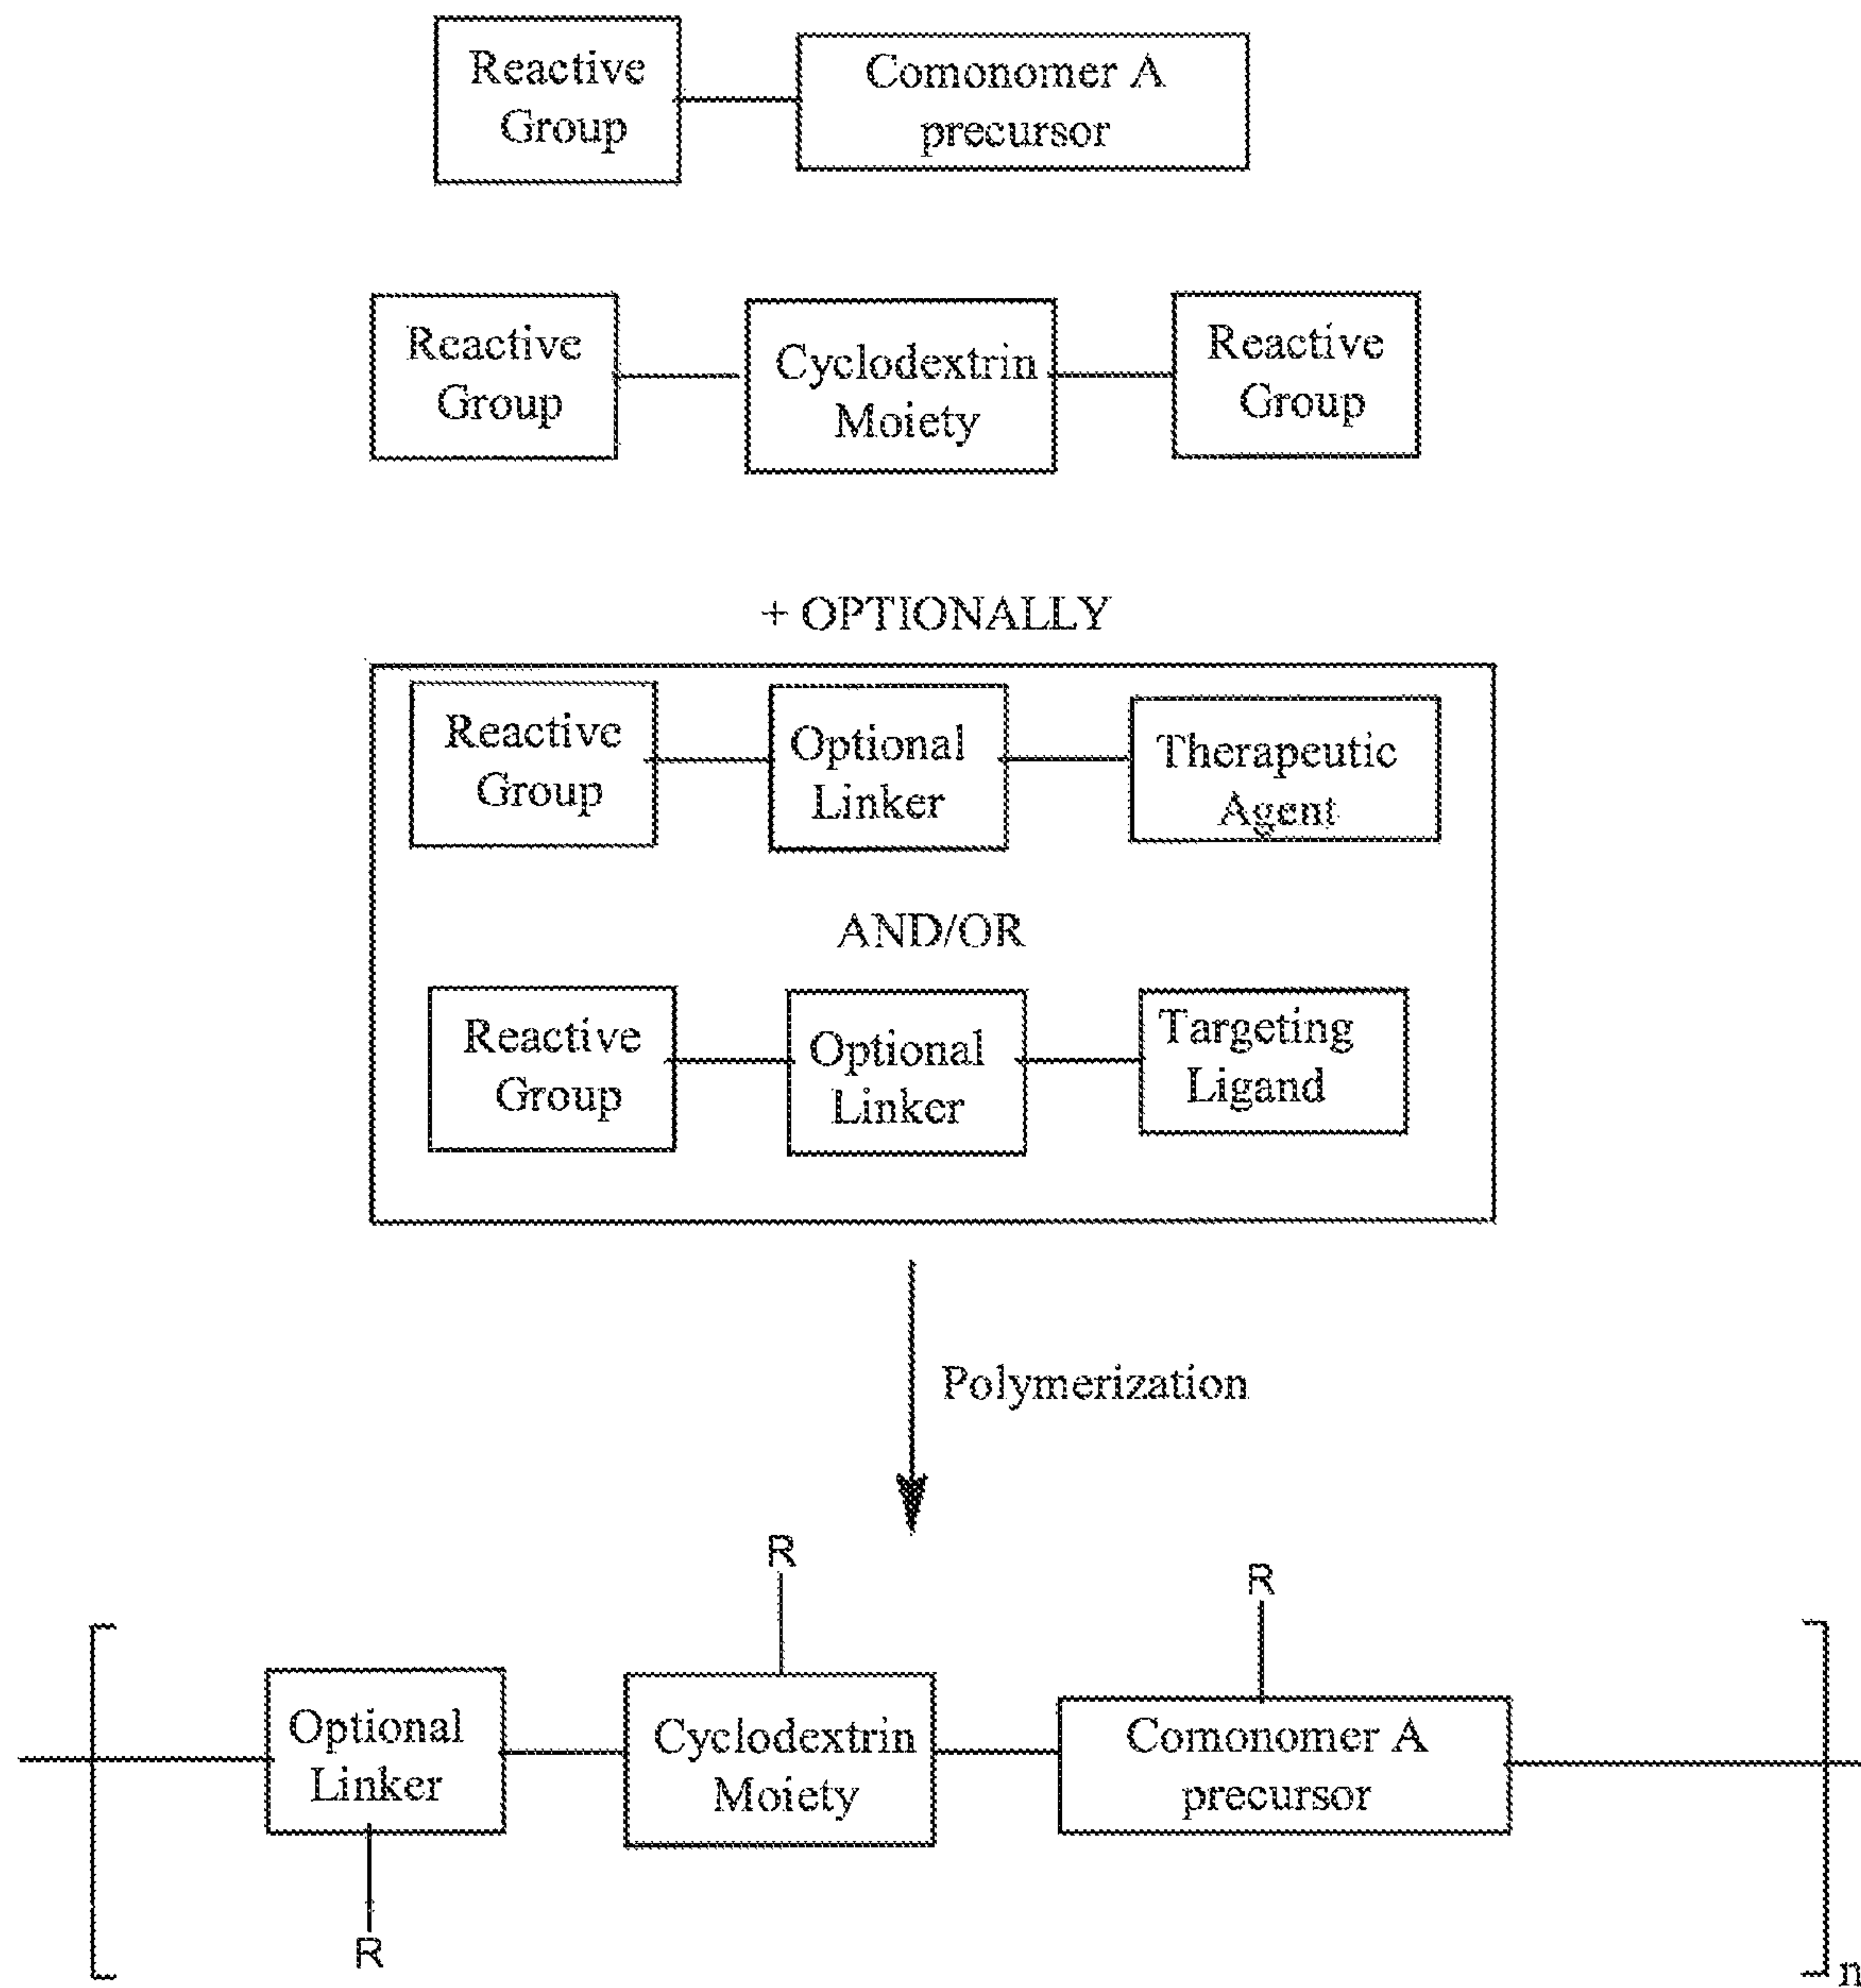 Reactive
Group
Comonomer A
precursor
Reactive
Group
Cyclodextrin
Moiety
Reactive
Group
+ OPTIONALLY
Reactive
Group
Optional
Linker
Therapeutic
Agent
AND/OR
Reactive
Group
Optional
Linker
Targeting
Ligand
Polymerization
R
R
Optional
Linker
Cyclodextrin
Moiety
Comonomer A
precursor
R
n